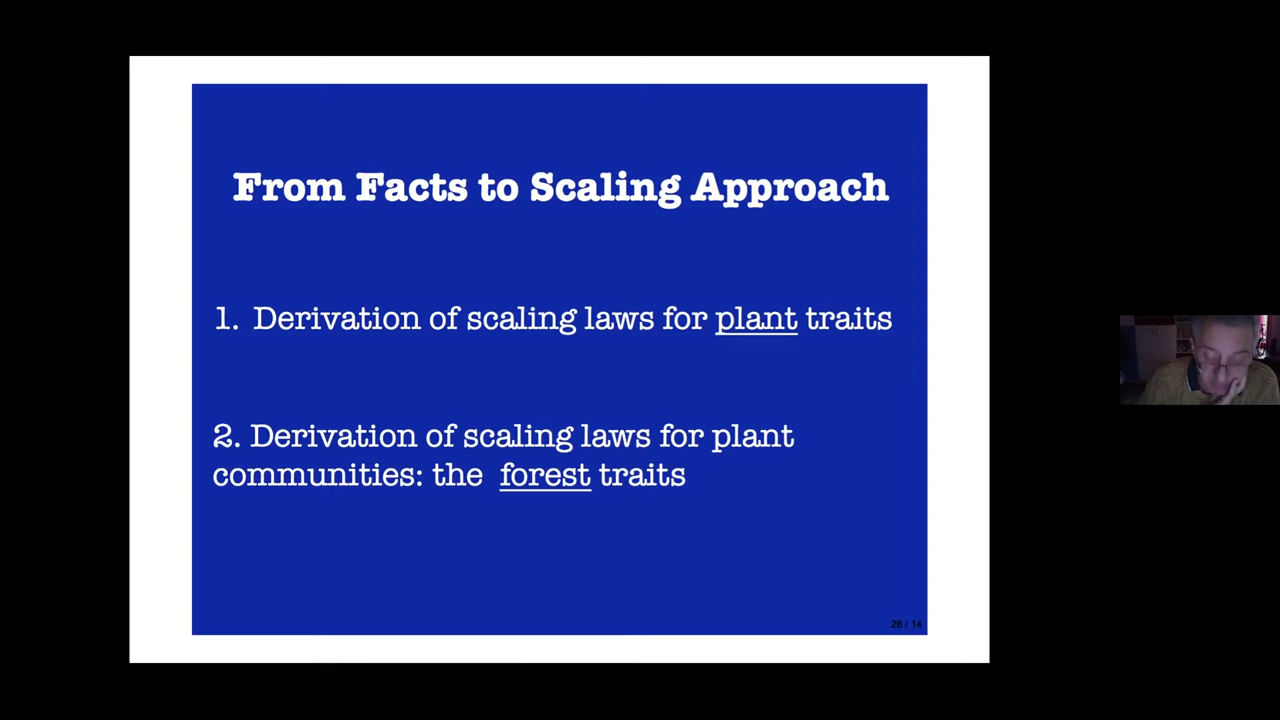 From Facts to Scaling Approach
1. Derivation of scaling laws for plant traits
2. Derivation of scaling laws for plant
communities: the forest traits
28 / 14